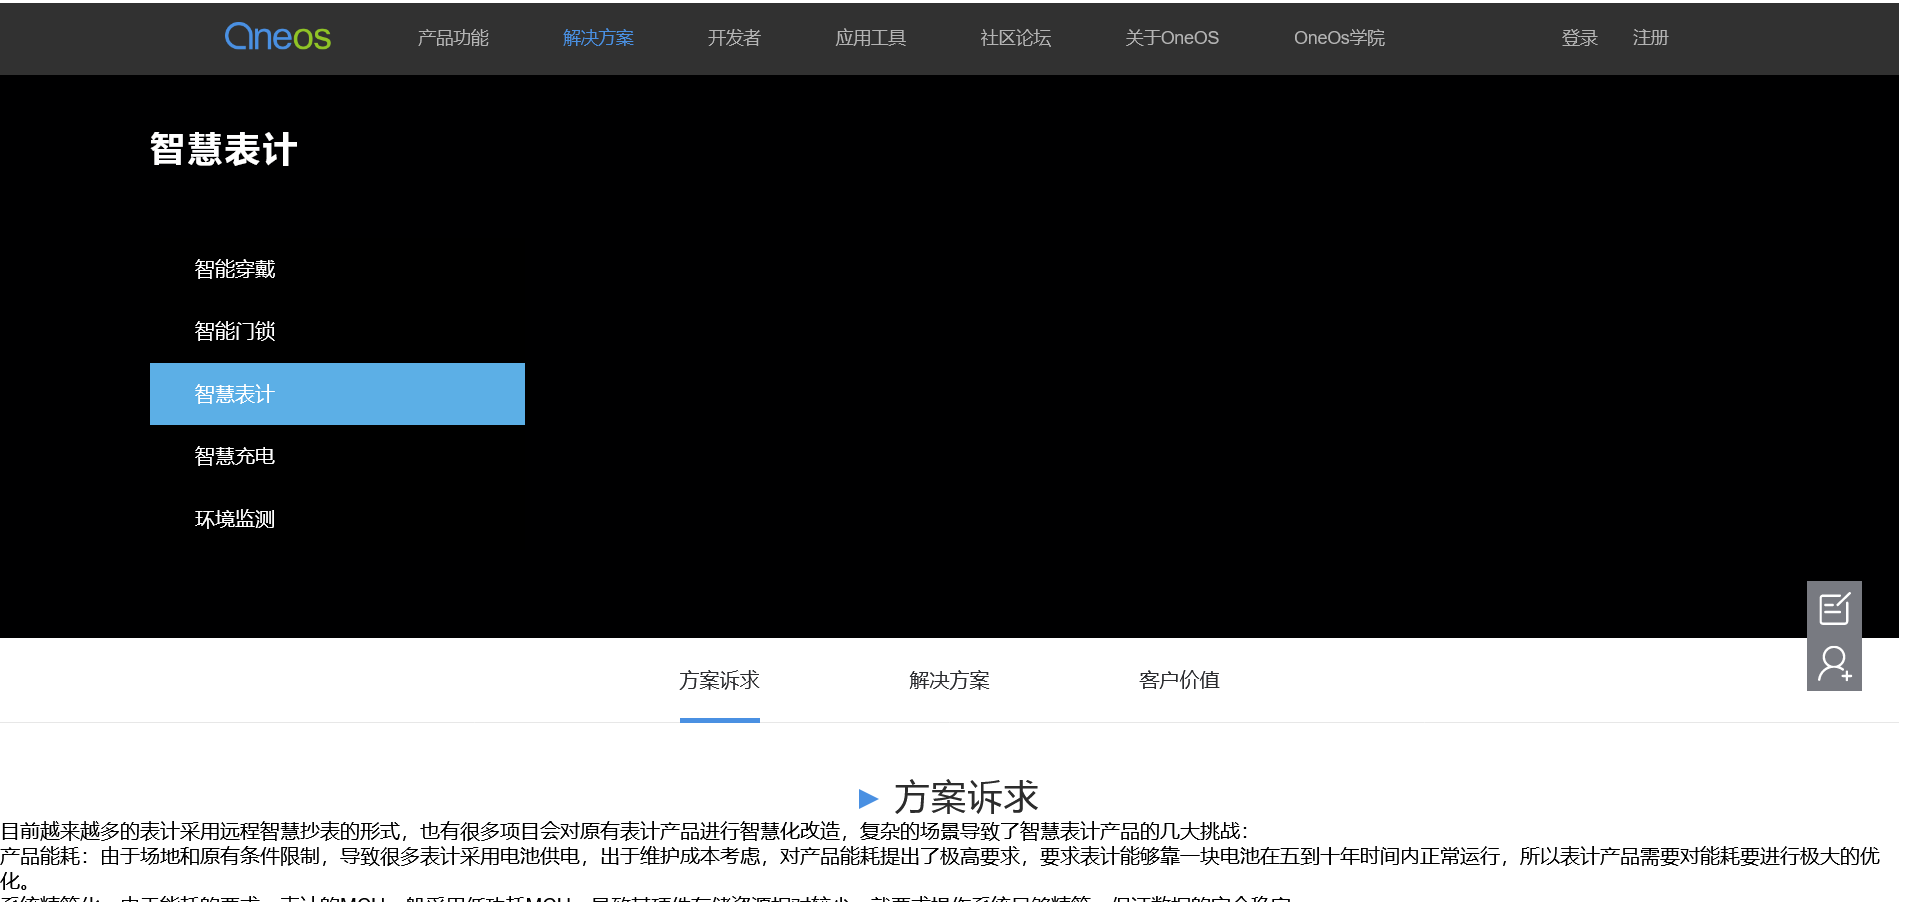 Oneos 产品功能 解决方案 开发者 应用工具 社区论坛 关于OneOS OneOs学院 登录 注册
智慧表计
智能穿戴
智能门锁
智慧表计
智慧充电
环境监测
方案诉求 解决方案 客户价值
方案诉求
目前越来越多的表计采用远程智慧抄表的形式，也有很多项目会对原有表计产品进行智慧化改造，复杂的场景导致了智慧表计产品的几大挑战：
产品能耗：由于场地和原有条件限制，导致很多表计采用电池供电，出于维护成本考虑，对产品能耗提出了极高要求，要求表计能够靠一块电池在五到十年时间内正常运行，所以表计产品需要对能耗要进行极大的优
化。